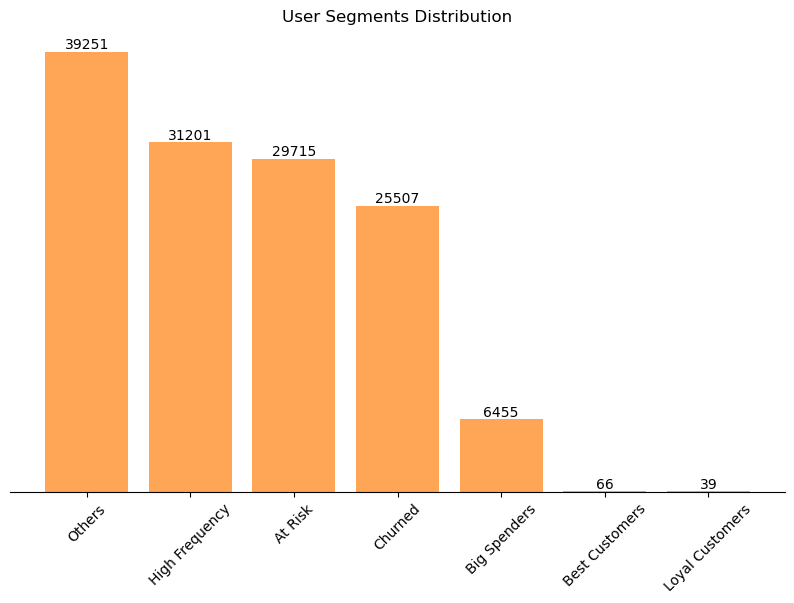 User Segments Distribution
39251
31201
29715
25507
6455
66
39
Others
High Frequency
At Risk
Churned
Big Spenders
Best Customers
Loyal Customers